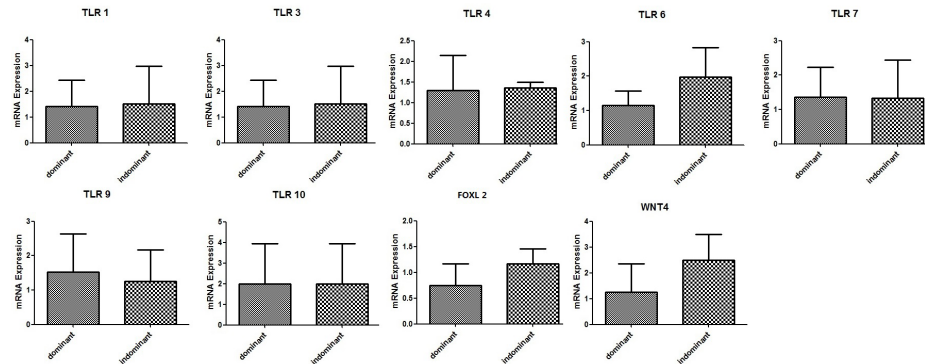 TLR 1
mRNA Expression
4
3
2
1
0
dominant
indominant
TLR 3
mRNA Expression
4
3
2
1
0
dominant
indominant
TLR 4
mRNA Expression
2.5
2.0
1.5
1.0
0.5
0.0
dominant
indominant
TLR 6
mRNA Expression
3
2
1
0
dominant
indominant
TLR 7
mRNA Expression
3
2
1
0
dominant
indominant
TLR 9
mRNA Expression
3
2
1
0
dominant
indominant
TLR 10
mRNA Expression
5
4
3
2
1
0
dominant
indominant
FOXL 2
mRNA Expression
2.0
1.5
1.0
0.5
0.0
dominant
indominant
WNT4
mRNA Expression
4
3
2
1
0
dominant
indominant